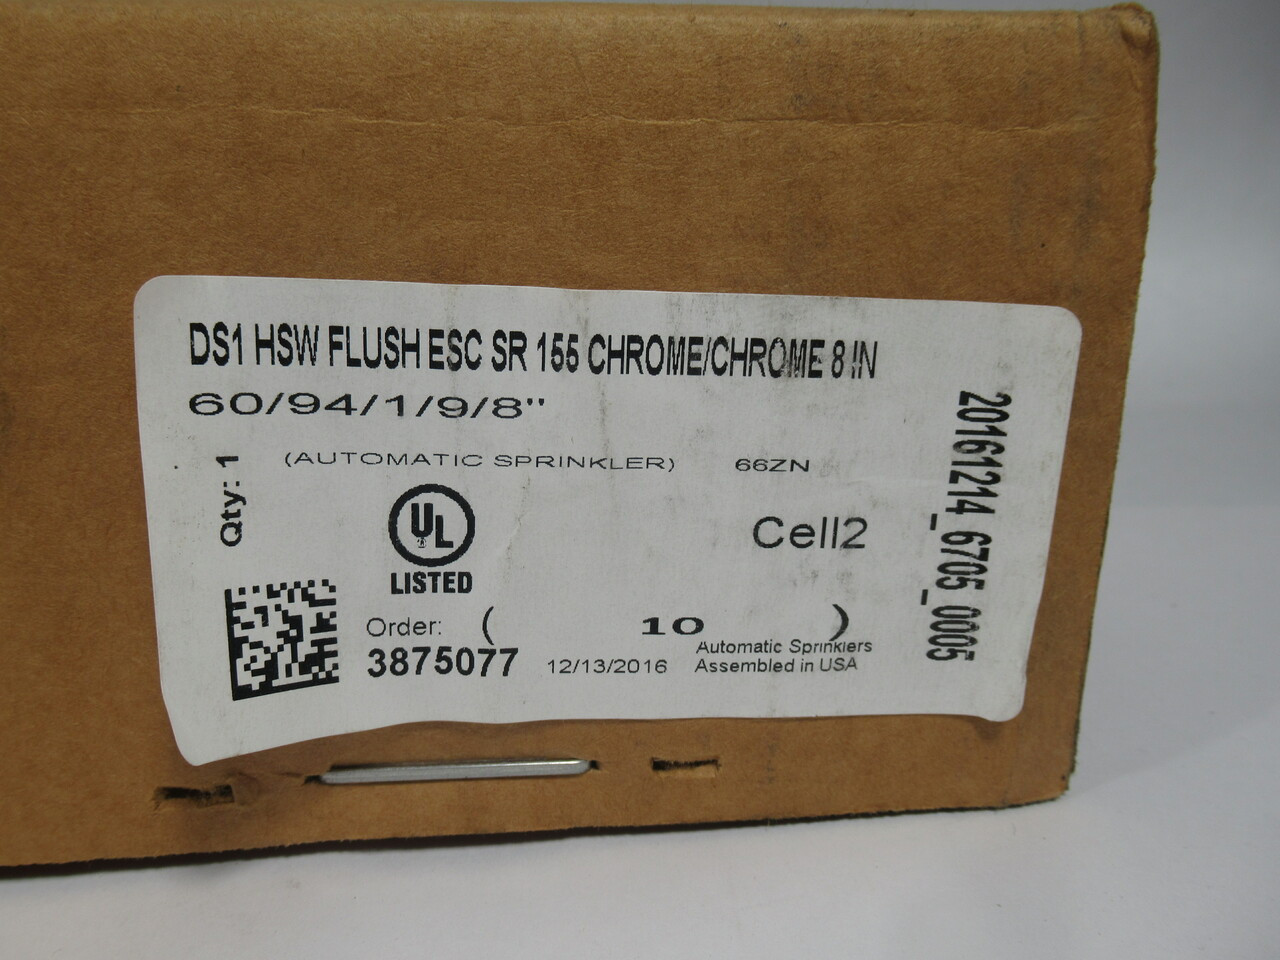 DS1 HSW FLUSH ESC SR 155 CHROME/CHROME 8 IN
60/94/1/9/8"
Qty: 1
(AUTOMATIC SPRINKLER) 66ZN
UL
LISTED
Cell2
Order: ( 10 )
3875077 12/13/2016
Automatic Sprinklers
Assembled in USA
20161214_6705_0005